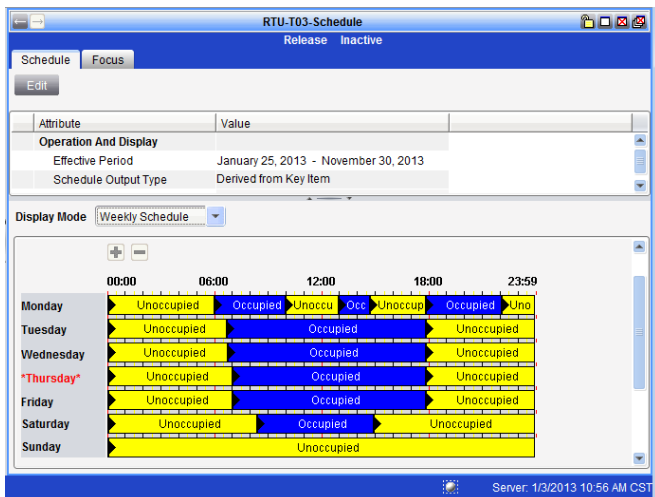 RTU-T03-Schedule
Release Inactive
Schedule Focus
Edit
Attribute Value
Operation And Display
Effective Period January 25, 2013 - November 30, 2013
Schedule Output Type Derived from Key Item
Display Mode Weekly Schedule
00:00 06:00 12:00 18:00 23:59
Monday Unoccupied Occupied Unoccu Occ Unoccup Occupied Uno
Tuesday Unoccupied Occupied Unoccupied
Wednesday Unoccupied Occupied Unoccupied
*Thursday* Unoccupied Occupied Unoccupied
Friday Unoccupied Occupied Unoccupied
Saturday Unoccupied Occupied Unoccupied
Sunday Unoccupied
Server: 1/3/2013 10:56 AM CST